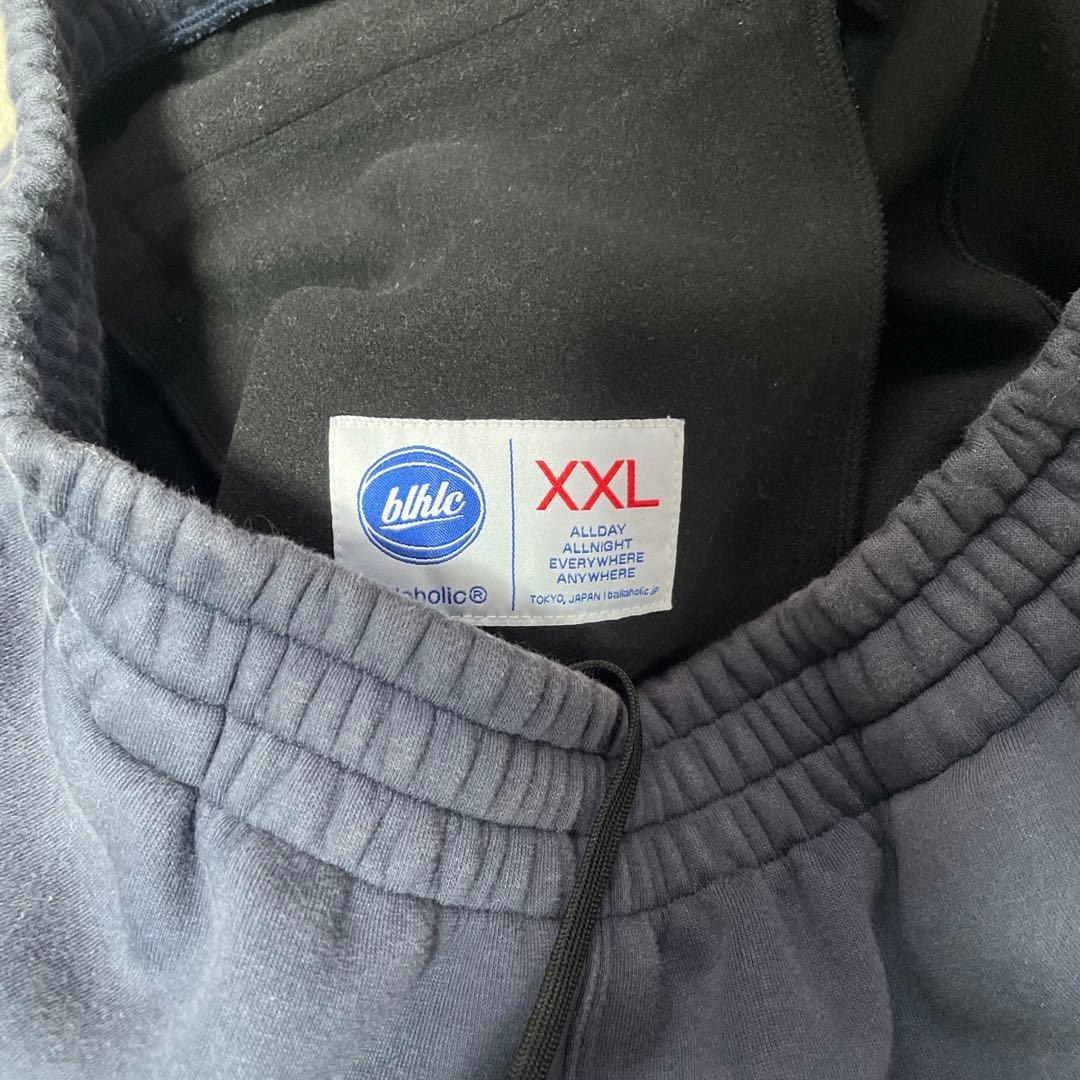 blhlc
XXL
ALLDAY
ALLNIGHT
EVERYWHERE
ANYWHERE
TOKYO, JAPAN | ballaholic.jp